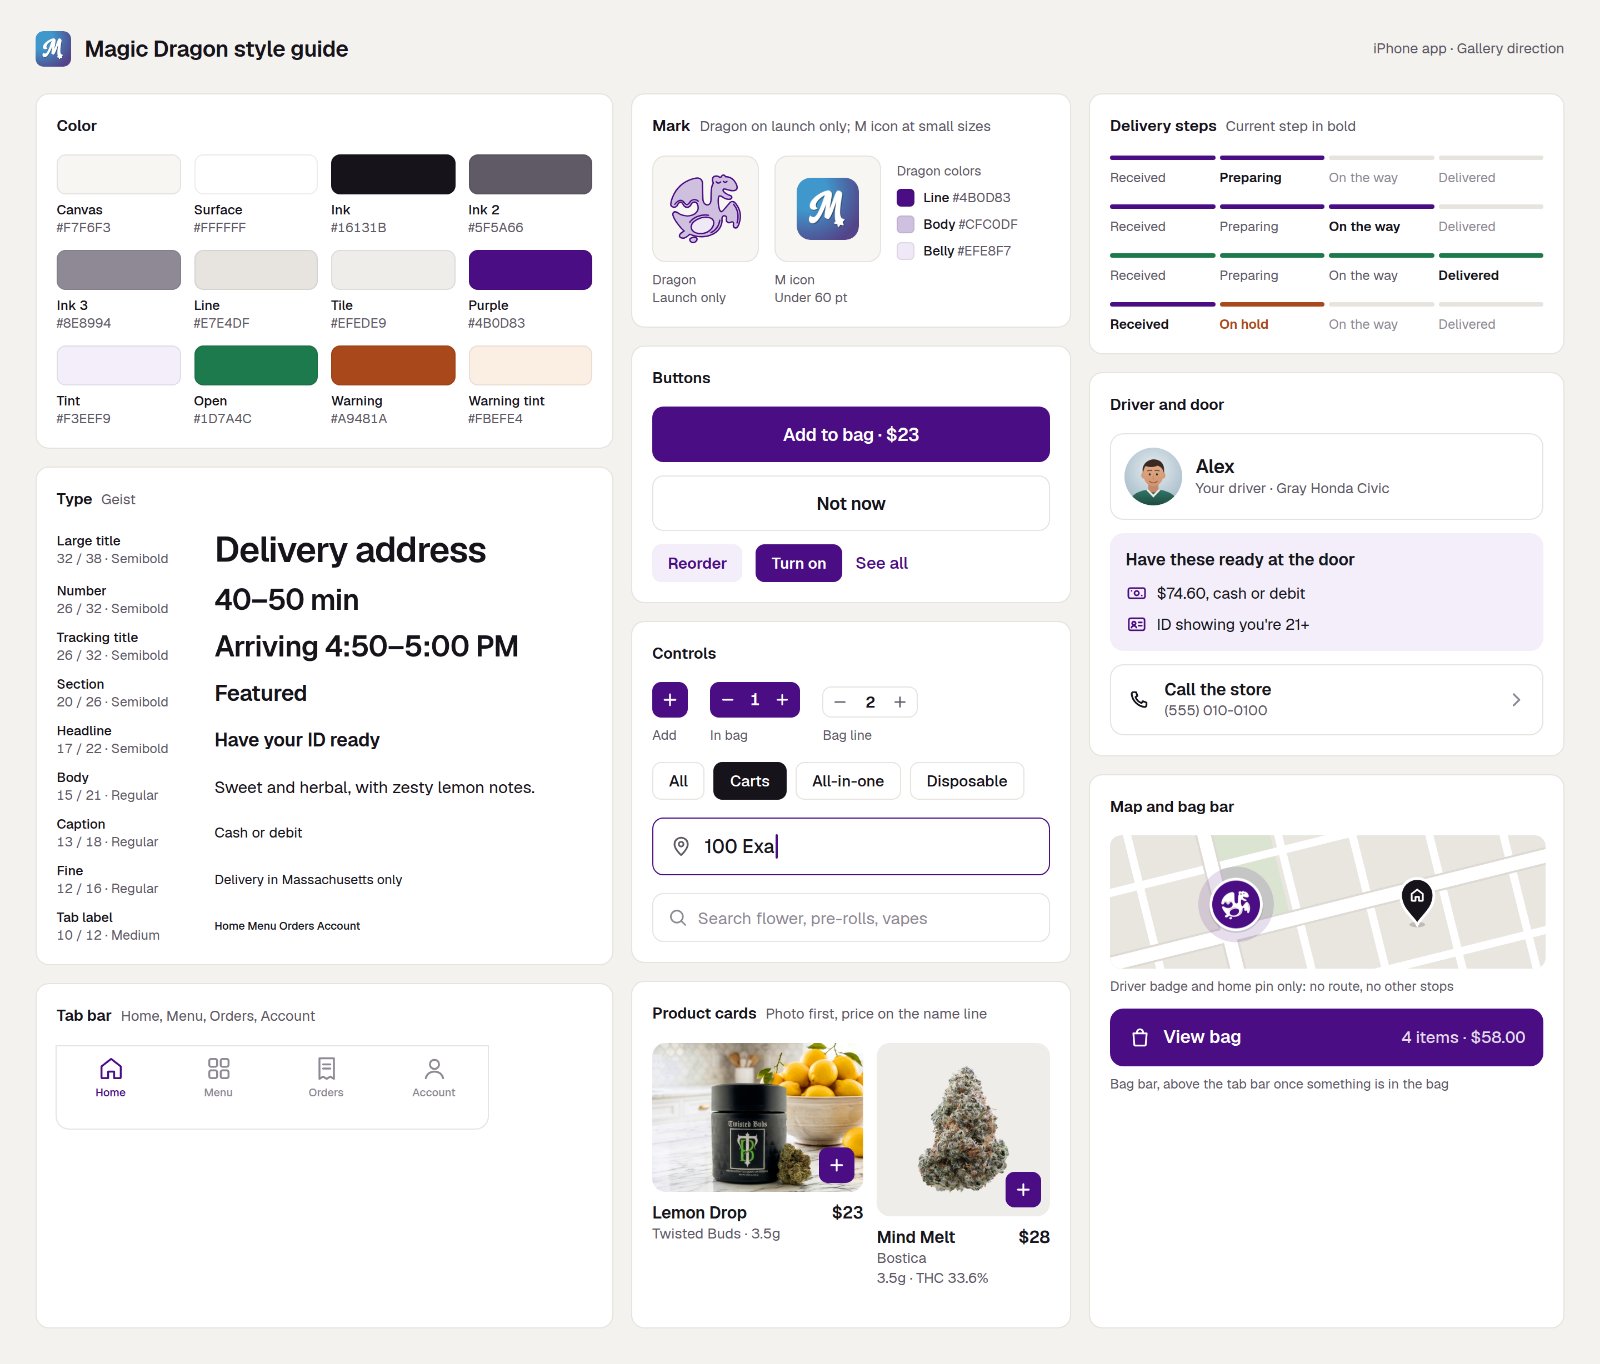 Magic Dragon style guide
iPhone app · Gallery direction
Color
Canvas
#F7F6F3
Surface
#FFFFFF
Ink
#16131B
Ink 2
#5F5A66
Ink 3
#8E8994
Line
#E7E4DF
Tile
#EFEDE9
Purple
#4B0D83
Tint
#F3EEF9
Open
#1D7A4C
Warning
#A9481A
Warning tint
#FBEFE4
Type Geist
Large title
32 / 38 · Semibold
Delivery address
Number
26 / 32 · Semibold
40–50 min
Tracking title
26 / 32 · Semibold
Arriving 4:50–5:00 PM
Section
20 / 26 · Semibold
Featured
Headline
17 / 22 · Semibold
Have your ID ready
Body
15 / 21 · Regular
Sweet and herbal, with zesty lemon notes.
Caption
13 / 18 · Regular
Cash or debit
Fine
12 / 16 · Regular
Delivery in Massachusetts only
Tab label
10 / 12 · Medium
Home Menu Orders Account
Tab bar Home, Menu, Orders, Account
Home
Menu
Orders
Account
Mark Dragon on launch only; M icon at small sizes
M
Dragon
Launch only
M icon
Under 60 pt
Dragon colors
Line #4B0D83
Body #CFC0DF
Belly #EFE8F7
Buttons
Add to bag · $23
Not now
Reorder
Turn on
See all
Controls
1
2
Add
In bag
Bag line
All
Carts
All-in-one
Disposable
100 Exa
Search flower, pre-rolls, vapes
Product cards Photo first, price on the name line
Twisted Buds
Lemon Drop $23
Twisted Buds · 3.5g
Mind Melt $28
Bostica
3.5g · THC 33.6%
Delivery steps Current step in bold
Received Preparing On the way Delivered
Received Preparing On the way Delivered
Received Preparing On the way Delivered
Received On hold On the way Delivered
Driver and door
Alex
Your driver · Gray Honda Civic
Have these ready at the door
$74.60, cash or debit
ID showing you're 21+
Call the store
(555) 010-0100
Map and bag bar
Driver badge and home pin only: no route, no other stops
View bag 4 items · $58.00
Bag bar, above the tab bar once something is in the bag